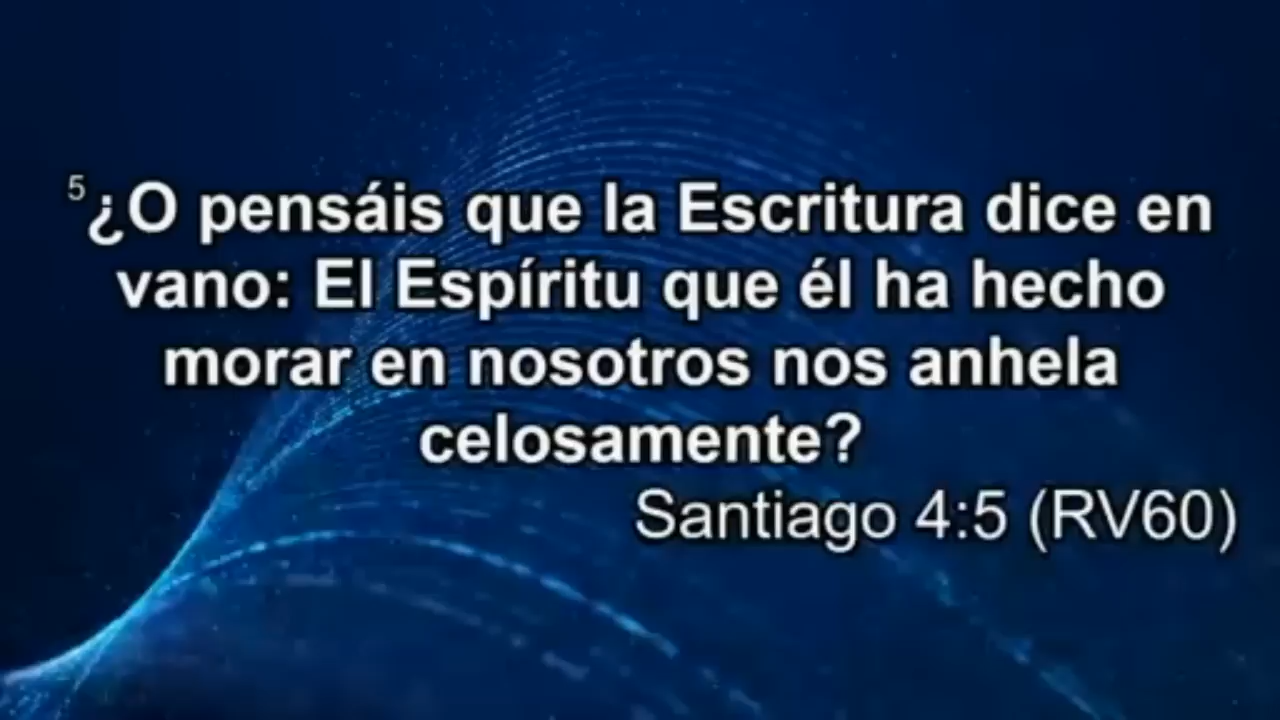 5¿O pensáis que la Escritura dice en
vano: El Espíritu que él ha hecho
morar en nosotros nos anhela
celosamente?
Santiago 4:5 (RV60)